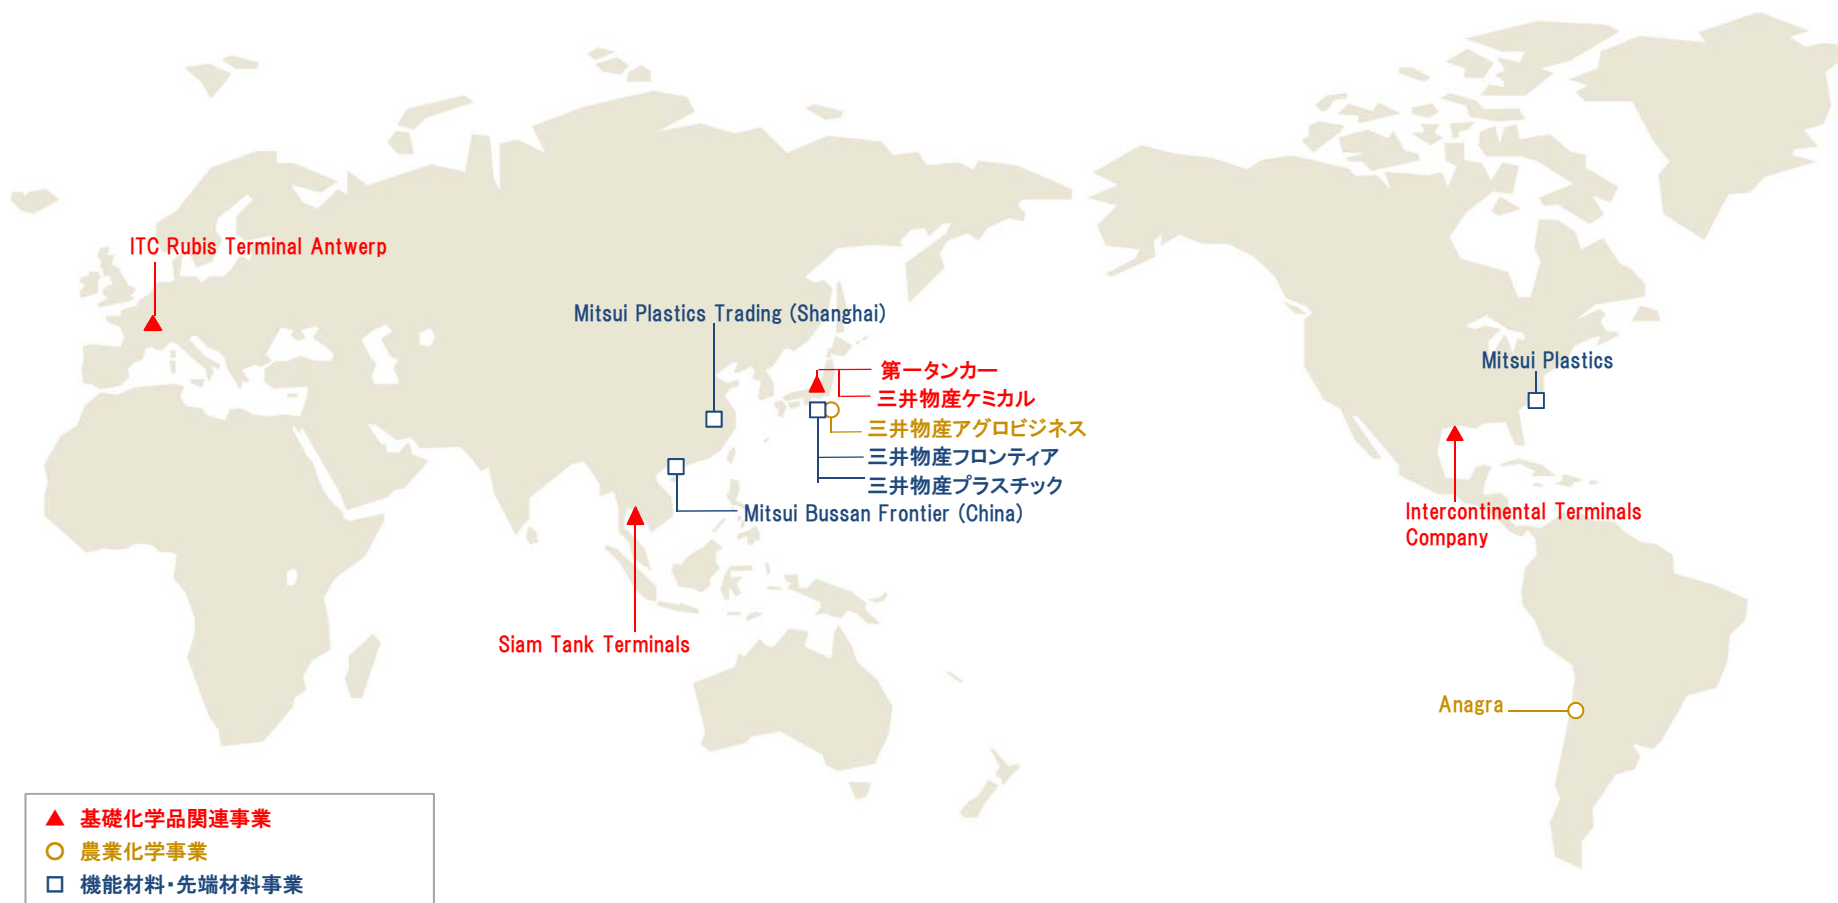 ITC Rubis Terminal Antwerp
Mitsui Plastics Trading (Shanghai)
第一タンカー
三井物産ケミカル
三井物産アグロビジネス
三井物産フロンティア
三井物産プラスチック
Mitsui Bussan Frontier (China)
Siam Tank Terminals
Mitsui Plastics
Intercontinental Terminals
Company
Anagra
基礎化学品関連事業
農業化学事業
機能材料・先端材料事業